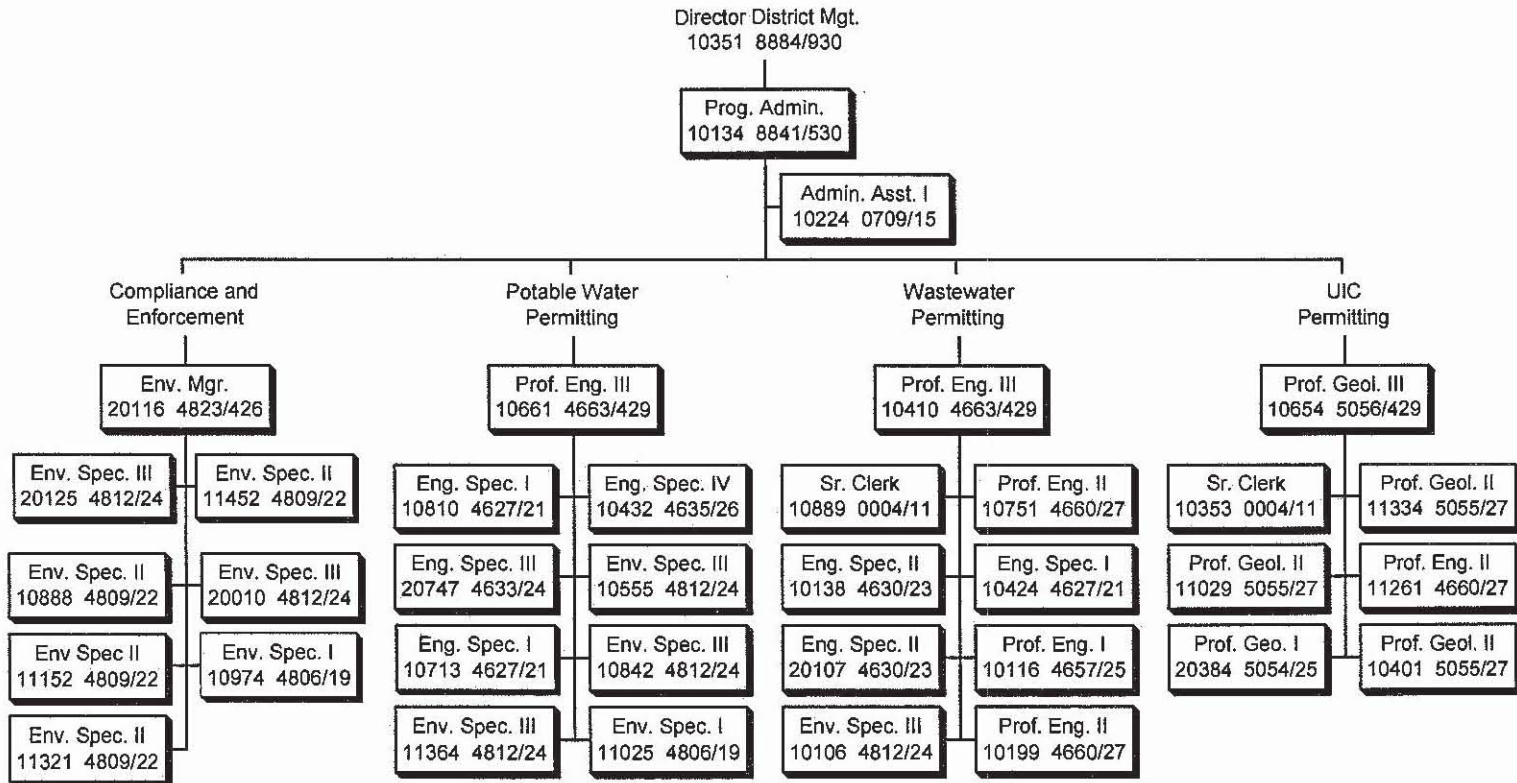 Director District Mgt.
10351 8884/930
Prog. Admin.
10134 8841/530
Admin. Asst. I
10224 0709/15
Compliance and
Enforcement
Env. Mgr.
20116 4823/426
Env. Spec. III
20125 4812/24
Env. Spec. II
11452 4809/22
Env. Spec. II
10888 4809/22
Env. Spec. III
20010 4812/24
Env Spec II
11152 4809/22
Env. Spec. I
10974 4806/19
Env. Spec. II
11321 4809/22
Potable Water
Permitting
Prof. Eng. III
10661 4663/429
Eng. Spec. I
10810 4627/21
Eng. Spec. IV
10432 4635/26
Eng. Spec. III
20747 4633/24
Env. Spec. III
10555 4812/24
Eng. Spec. I
10713 4627/21
Env. Spec. III
10842 4812/24
Env. Spec. III
11364 4812/24
Env. Spec. I
11025 4806/19
Wastewater
Permitting
Prof. Eng. III
10410 4663/429
Sr. Clerk
10889 0004/11
Prof. Eng. II
10751 4660/27
Eng. Spec, II
10138 4630/23
Eng. Spec. I
10424 4627/21
Eng. Spec. II
20107 4630/23
Prof. Eng. I
10116 4657/25
Env. Spec. III
10106 4812/24
Prof. Eng. II
10199 4660/27
UIC
Permitting
Prof. Geol. III
10654 5056/429
Sr. Clerk
10353 0004/11
Prof. Geol. II
11334 5055/27
Prof. Geol. II
11029 5055/27
Prof. Eng. II
11261 4660/27
Prof. Geo. I
20384 5054/25
Prof. Geol. II
10401 5055/27